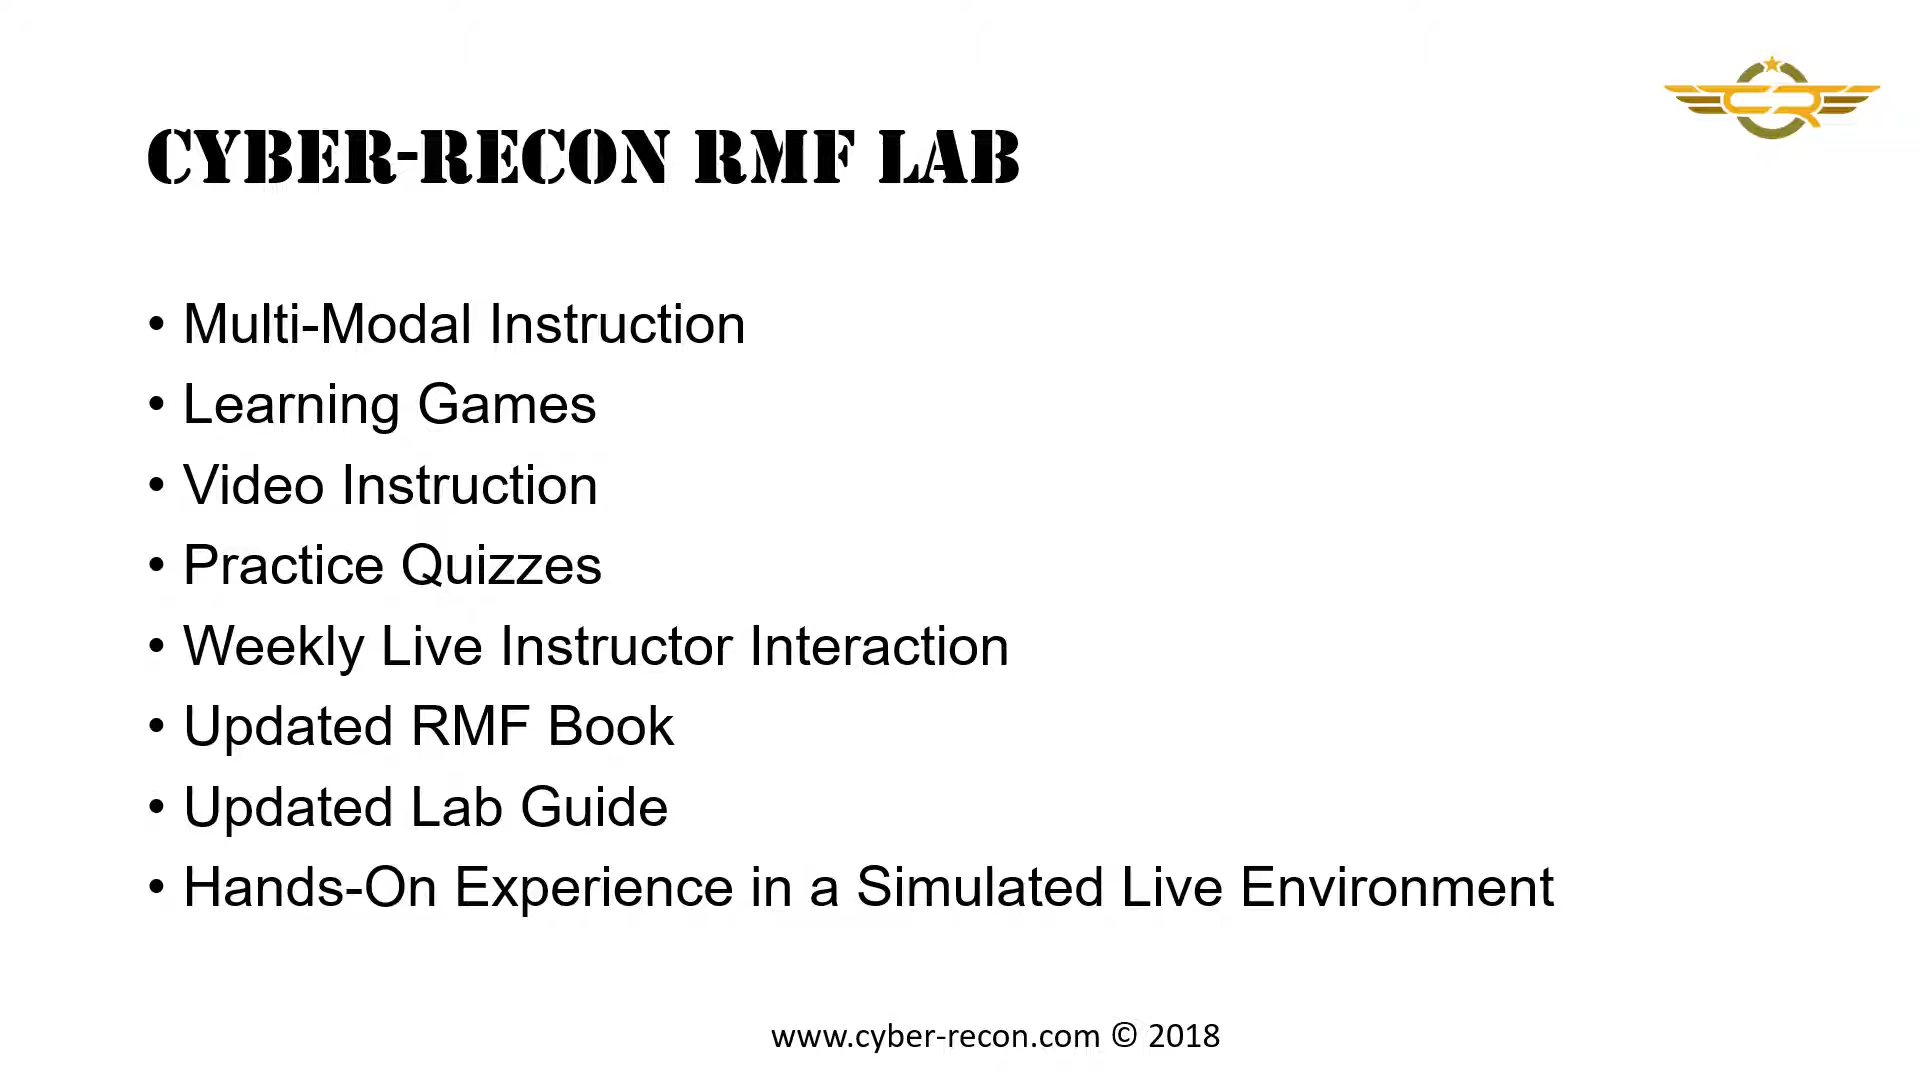 CYBER-RECON RMF LAB
CR
• Multi-Modal Instruction
• Learning Games
• Video Instruction
• Practice Quizzes
• Weekly Live Instructor Interaction
• Updated RMF Book
• Updated Lab Guide
• Hands-On Experience in a Simulated Live Environment
www.cyber-recon.com © 2018